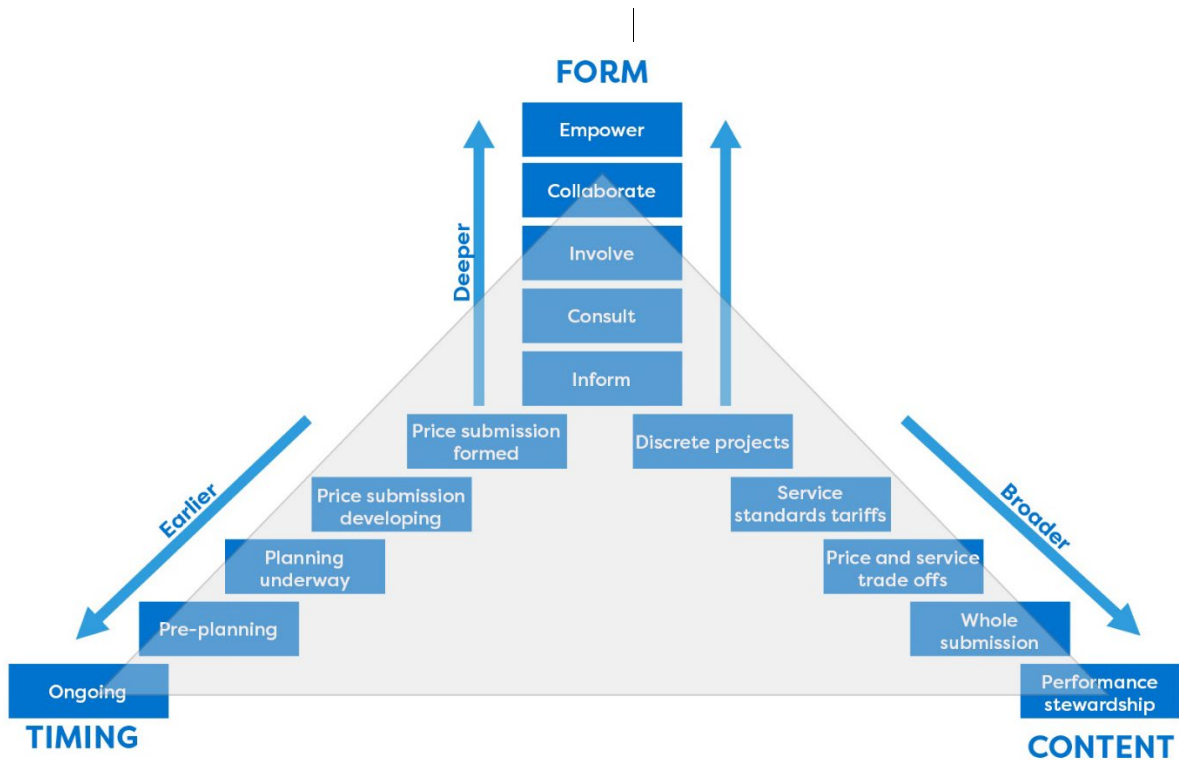 FORM
Empower
Collaborate
Involve
Consult
Inform
Deeper
Price submission
formed
Discrete projects
Price submission
developing
Service
standards tariffs
Earlier
Broader
Planning
underway
Price and service
trade offs
Pre-planning
Whole
submission
Ongoing
Performance
stewardship
TIMING
CONTENT